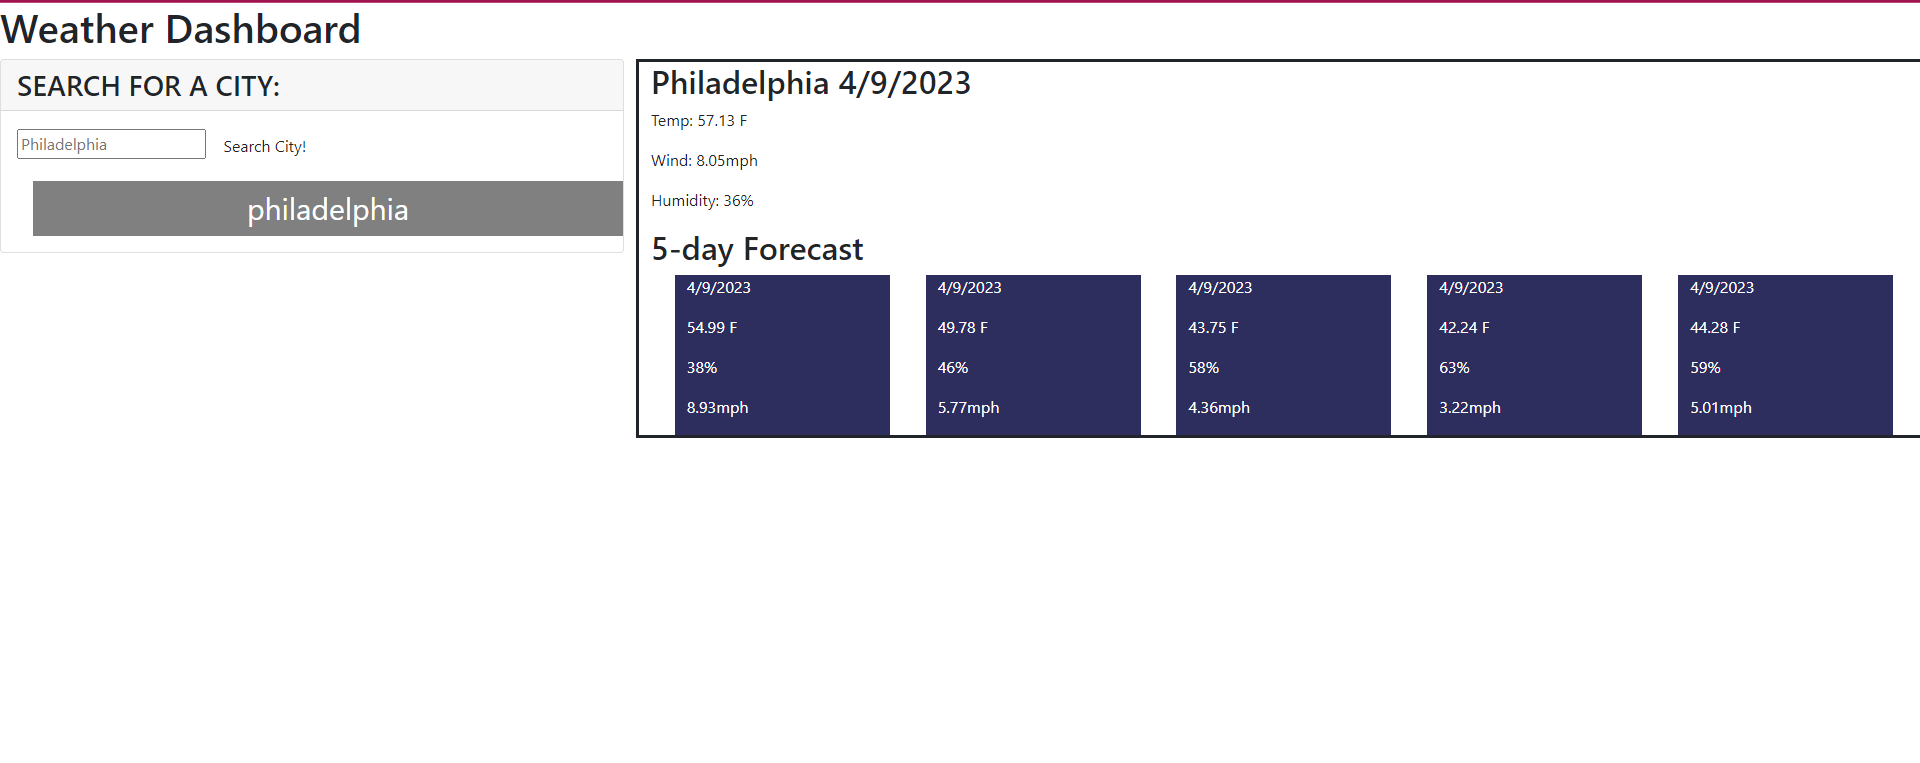 Weather Dashboard
SEARCH FOR A CITY:
Philadelphia
Search City!
philadelphia
Philadelphia 4/9/2023
Temp: 57.13 F
Wind: 8.05mph
Humidity: 36%
5-day Forecast
4/9/2023
54.99 F
38%
8.93mph
4/9/2023
49.78 F
46%
5.77mph
4/9/2023
43.75 F
58%
4.36mph
4/9/2023
42.24 F
63%
3.22mph
4/9/2023
44.28 F
59%
5.01mph